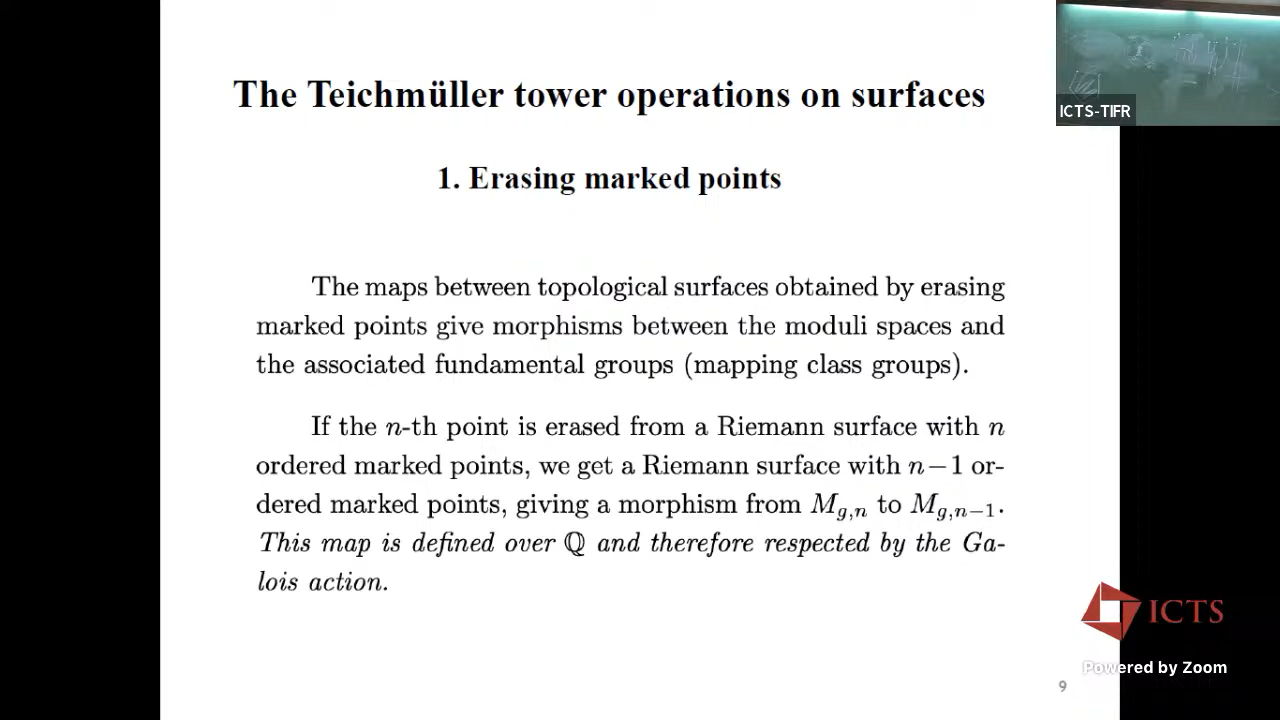 The Teichmüller tower operations on surfaces
1. Erasing marked points
The maps between topological surfaces obtained by erasing
marked points give morphisms between the moduli spaces and
the associated fundamental groups (mapping class groups).
If the n-th point is erased from a Riemann surface with n
ordered marked points, we get a Riemann surface with n−1 or-
dered marked points, giving a morphism from M_{g,n} to M_{g,n−1}.
This map is defined over ℚ and therefore respected by the Ga-
lois action.
ICTS-TIFR
ICTS
Powered by Zoom
9